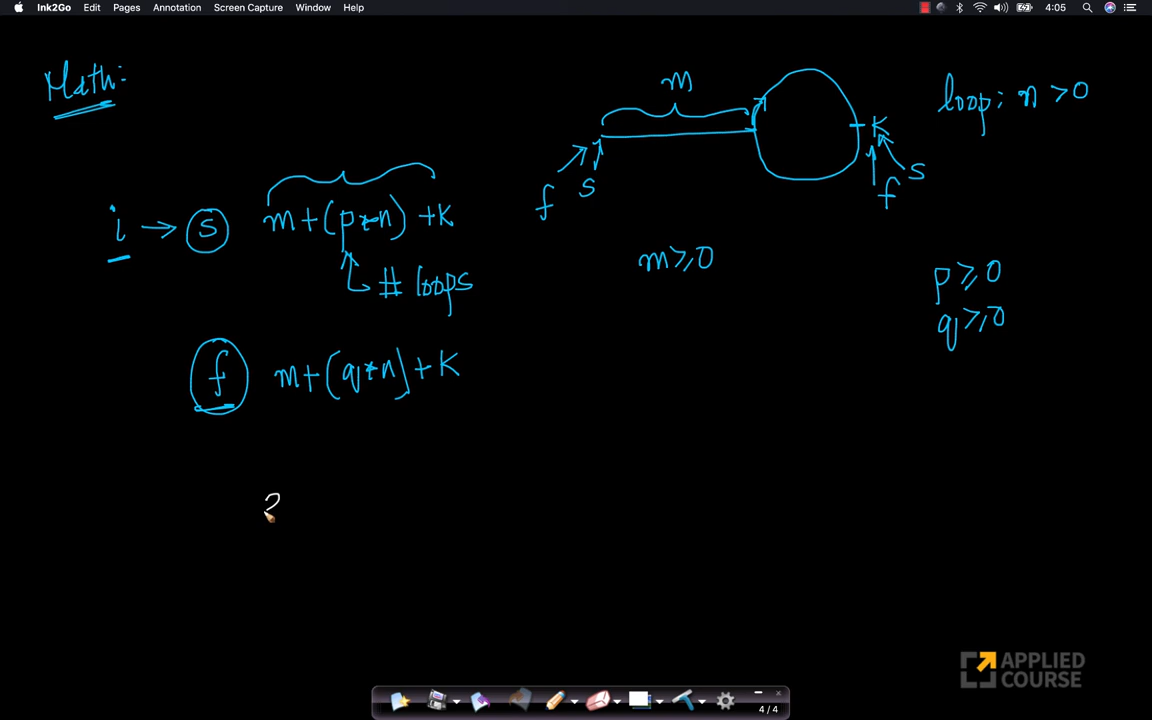 Ink2Go Edit Pages Annotation Screen Capture Window Help 4:05
Math:
m
loop: n >0
K
f
s
f
s
i → s m+(p*n) +K
# loops
m≥0
p≥0
q≥0
f m+(q*n)+K
2
APPLIED
COURSE
4/4